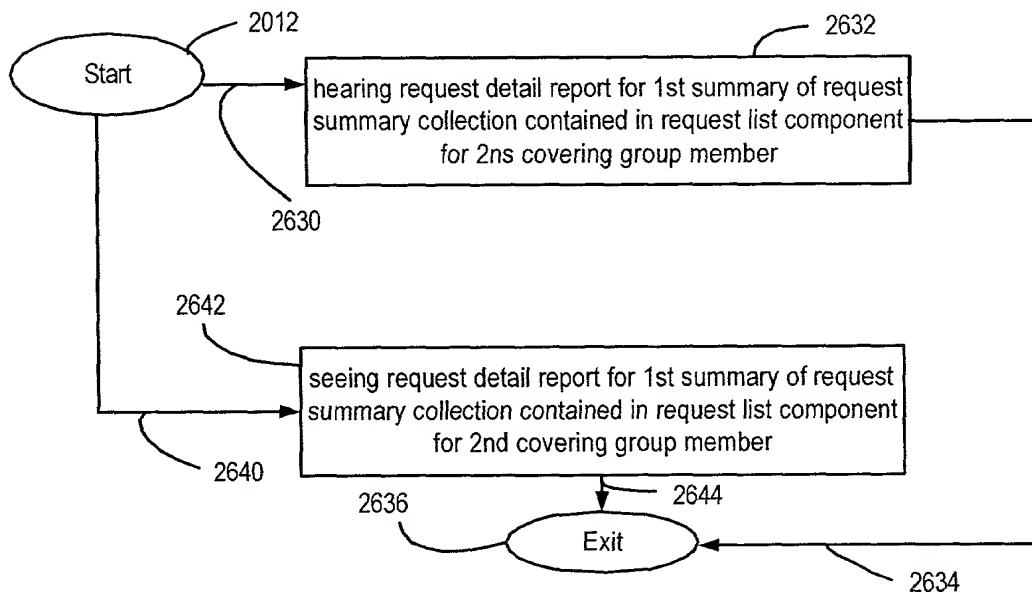 2012
Start
2632
hearing request detail report for 1st summary of request
summary collection contained in request list component
for 2ns covering group member
2630
2642
seeing request detail report for 1st summary of request
summary collection contained in request list component
for 2nd covering group member
2640
2644
2636
Exit
2634